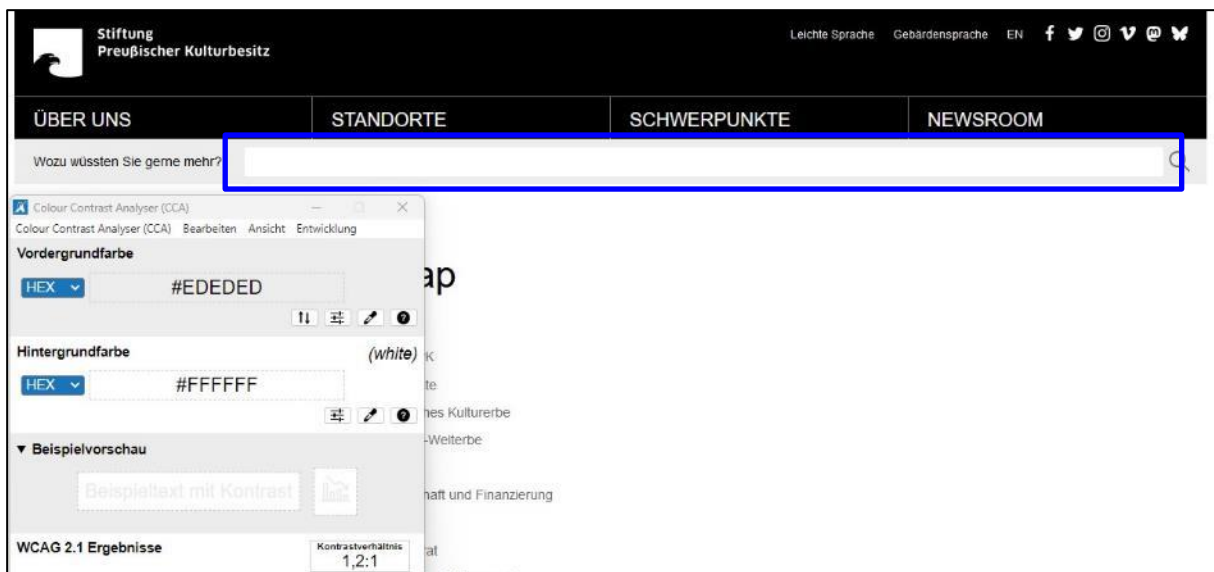 Stiftung
Preußischer Kulturbesitz
Leichte Sprache Gebärdensprache EN
ÜBER UNS STANDORTE SCHWERPUNKTE NEWSROOM
Wozu wüssten Sie gerne mehr?
Colour Contrast Analyser (CCA)
Colour Contrast Analyser (CCA) Bearbeiten Ansicht Entwicklung
Vordergrundfarbe
ap
HEX #EDEDED
Hintergrundfarbe (white)
K
HEX #FFFFFF
te
nes Kulturerbe
-Welterbe
▼ Beispielvorschau
Beispieltext mit Kontrast
haft und Finanzierung
WCAG 2.1 Ergebnisse Kontrastverhältnis
1,2:1
at